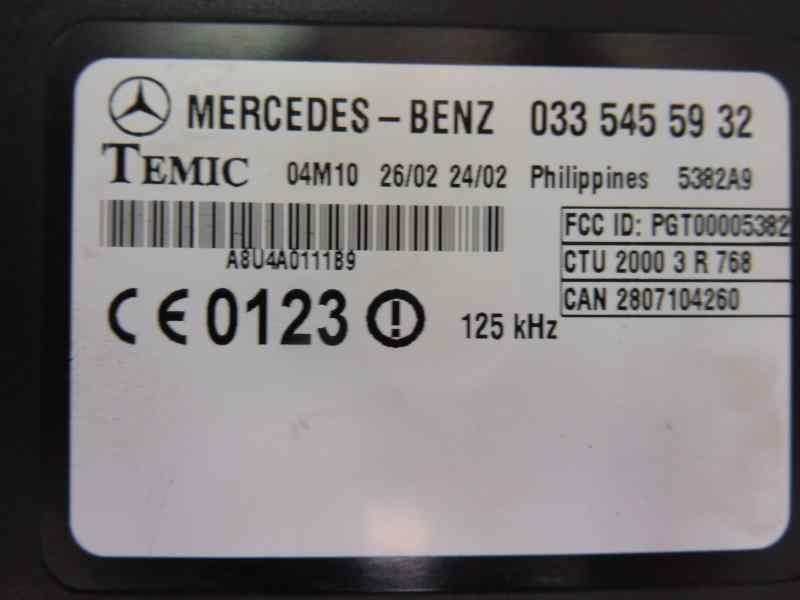 MERCEDES-BENZ 033 545 59 32
TEMIC 04M10 26/02 24/02 Philippines 5382A9
FCC ID: PGT00005382
A8U4A0111B9
CTU 2000 3 R 768
CAN 2807104260
CE 0123 ! 125 kHz